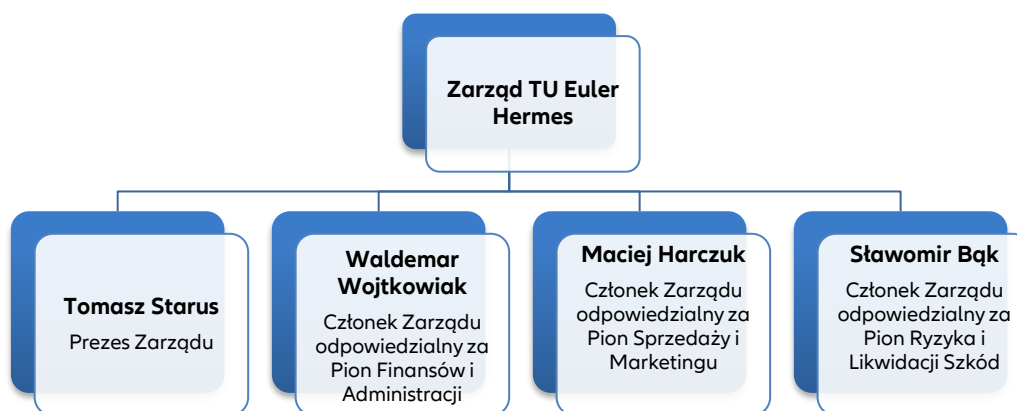 Zarząd TU Euler
Hermes
Tomasz Starus
Prezes Zarządu
Waldemar
Wojtkowiak
Członek Zarządu
odpowiedzialny za
Pion Finansów i
Administracji
Maciej Harczuk
Członek Zarządu
odpowiedzialny za
Pion Sprzedaży i
Marketingu
Sławomir Bąk
Członek Zarządu
odpowiedzialny za
Pion Ryzyka i
Likwidacji Szkód